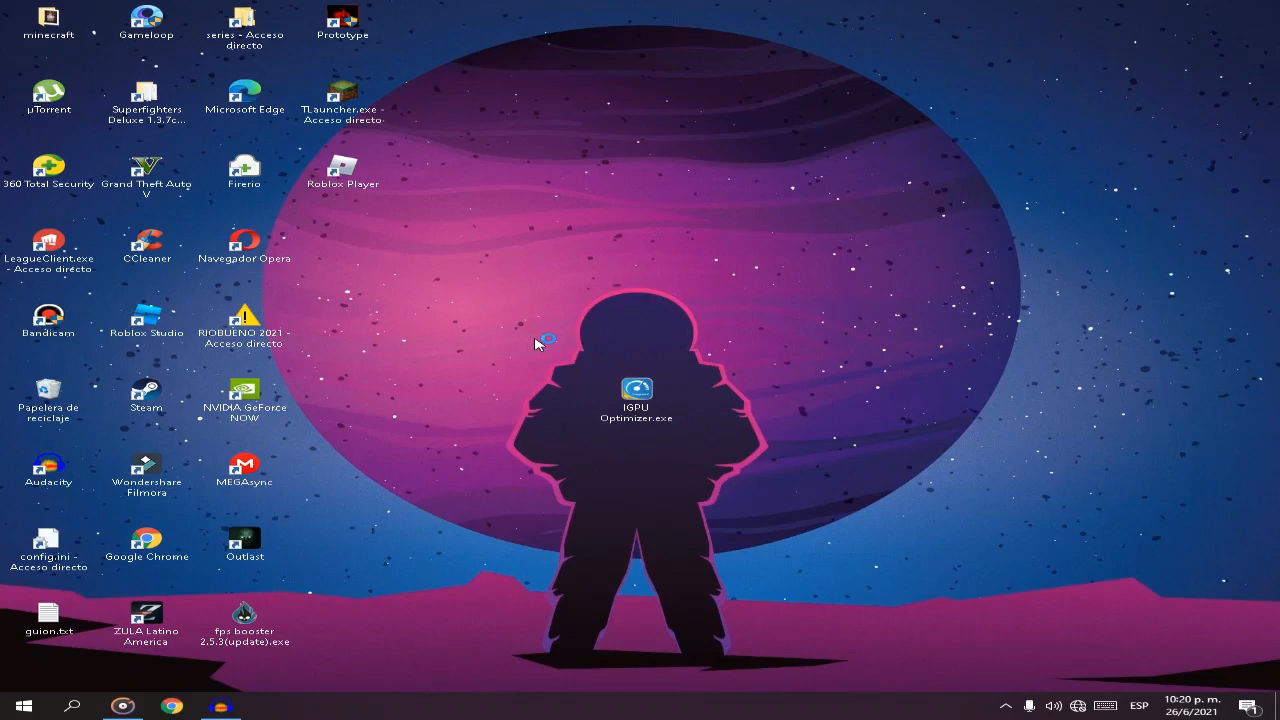 minecraft
Gameloop
series - Acceso
directo
Prototype
µTorrent
Superfighters
Deluxe 1.3.7c...
Microsoft Edge
TLauncher.exe -
Acceso directo
360 Total Security
Grand Theft Auto
V
Firerio
Roblox Player
LeagueClient.exe
- Acceso directo
CCleaner
Navegador Opera
Bandicam
Roblox Studio
RIOBUENO 2021 -
Acceso directo
Papelera de
reciclaje
Steam
NVIDIA GeForce
NOW
IGPU
Optimizer.exe
Audacity
Wondershare
Filmora
MEGAsync
config.ini -
Acceso directo
Google Chrome
Outlast
guion.txt
ZULA Latino
America
fps booster
2.5.3(update).exe
ESP
10:20 p. m.
26/6/2021
1